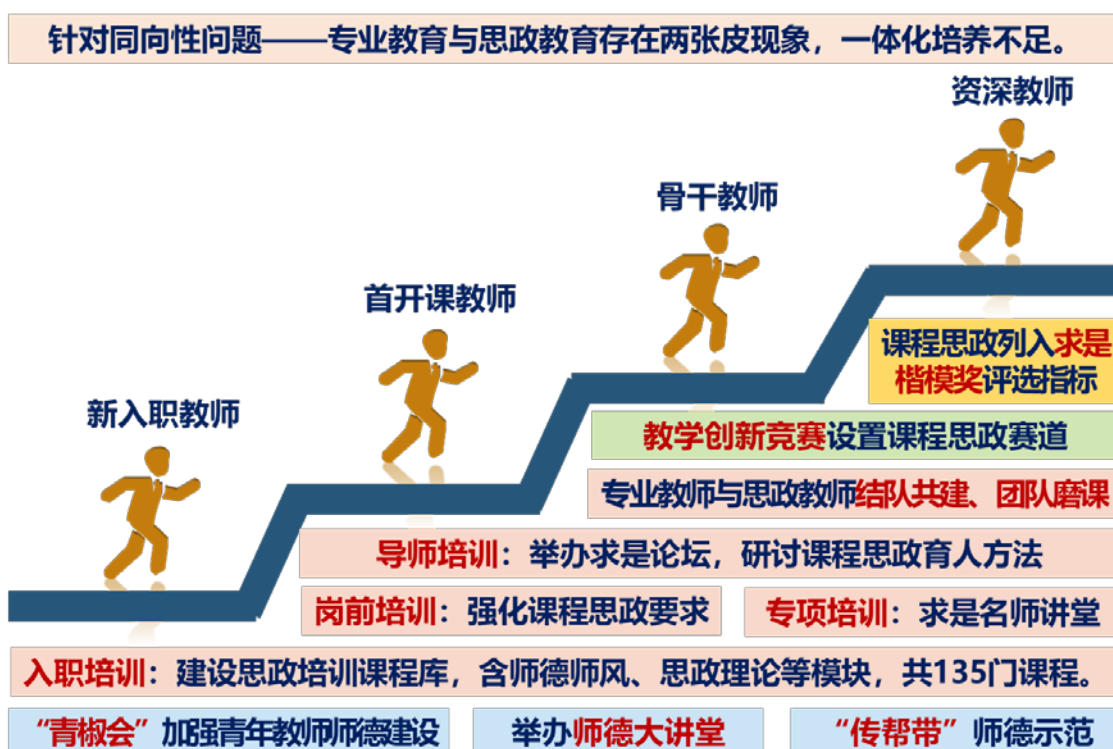 针对同向性问题——专业教育与思政教育存在两张皮现象，一体化培养不足。
资深教师
骨干教师
首开课教师
新入职教师
课程思政列入求是
楷模奖评选指标
教学创新竞赛设置课程思政赛道
专业教师与思政教师结队共建、团队磨课
导师培训：举办求是论坛，研讨课程思政育人方法
岗前培训：强化课程思政要求
专项培训：求是名师讲堂
入职培训：建设思政培训课程库，含师德师风、思政理论等模块，共135门课程。
“青椒会”加强青年教师师德建设
举办师德大讲堂
“传帮带”师德示范